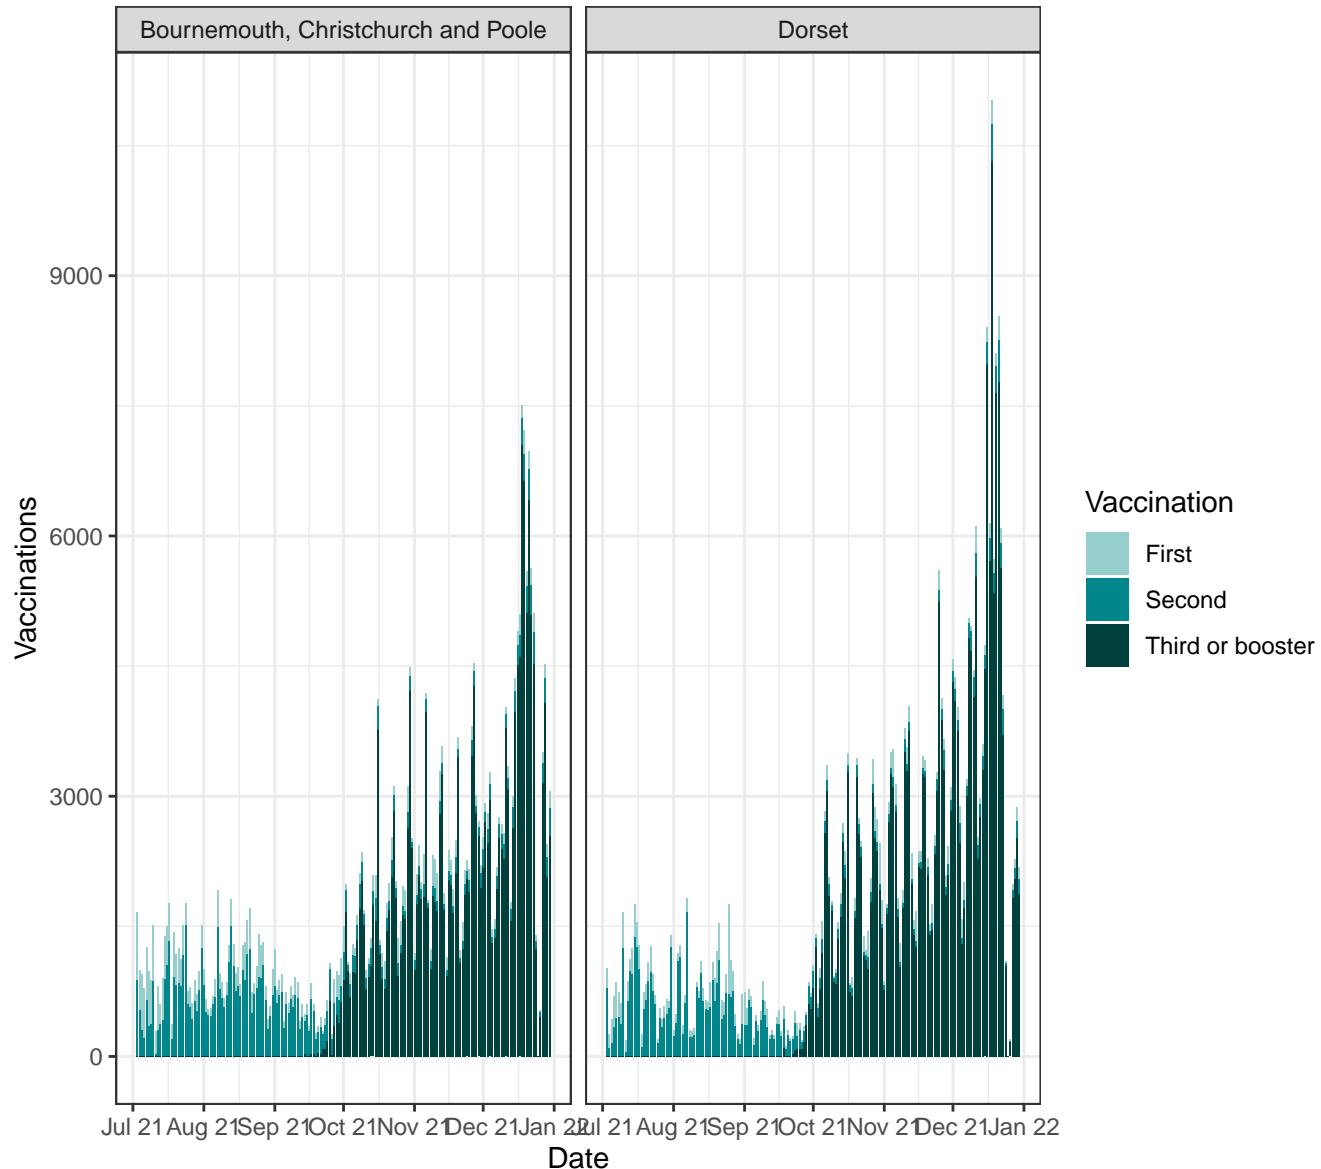 Bournemouth, Christchurch and Poole
Dorset
Vaccinations
9000
6000
3000
0
Jul 21 Aug 21 Sep 21 Oct 21 Nov 21 Dec 21 Jan 22
Jul 21 Aug 21 Sep 21 Oct 21 Nov 21 Dec 21 Jan 22
Date
Vaccination
First
Second
Third or booster